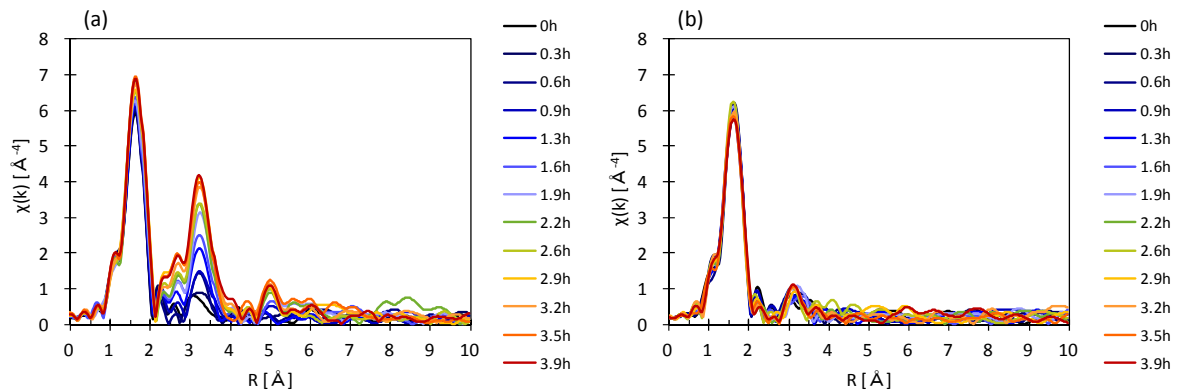 (a)
8
7
6
5
4
3
2
1
0
χ(k) [ Å⁻⁴]
0 1 2 3 4 5 6 7 8 9 10
R [ Å]
0h
0.3h
0.6h
0.9h
1.3h
1.6h
1.9h
2.2h
2.6h
2.9h
3.2h
3.5h
3.9h
(b)
8
7
6
5
4
3
2
1
0
χ(k) [ Å⁻⁴]
0 1 2 3 4 5 6 7 8 9 10
R [ Å]
0h
0.3h
0.6h
0.9h
1.3h
1.6h
1.9h
2.2h
2.6h
2.9h
3.2h
3.5h
3.9h